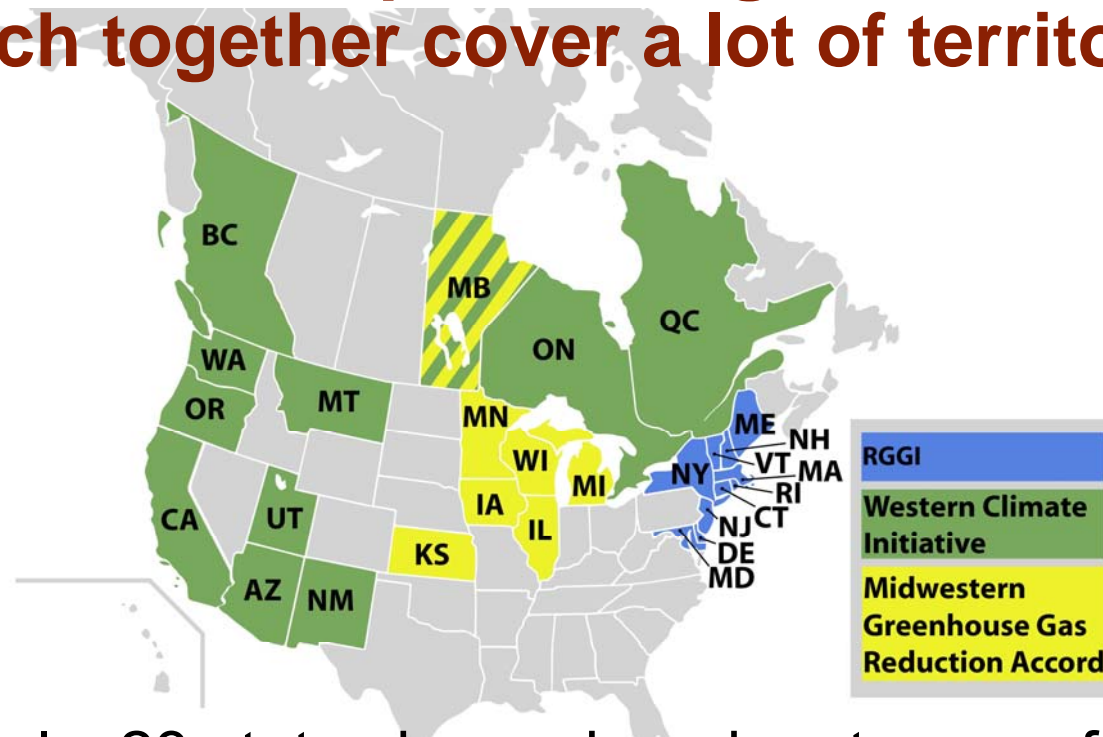 together cover a lot of
BC
MB
ON
QC
WA
OR
MT
MN
WI
MI
IA
IL
KS
CA
UT
AZ
NM
ME
NH
VT
MA
NY
RI
CT
NJ
DE
MD
RGGI
Western Climate
Initiative
Midwestern
Greenhouse Gas
Reduction Accord